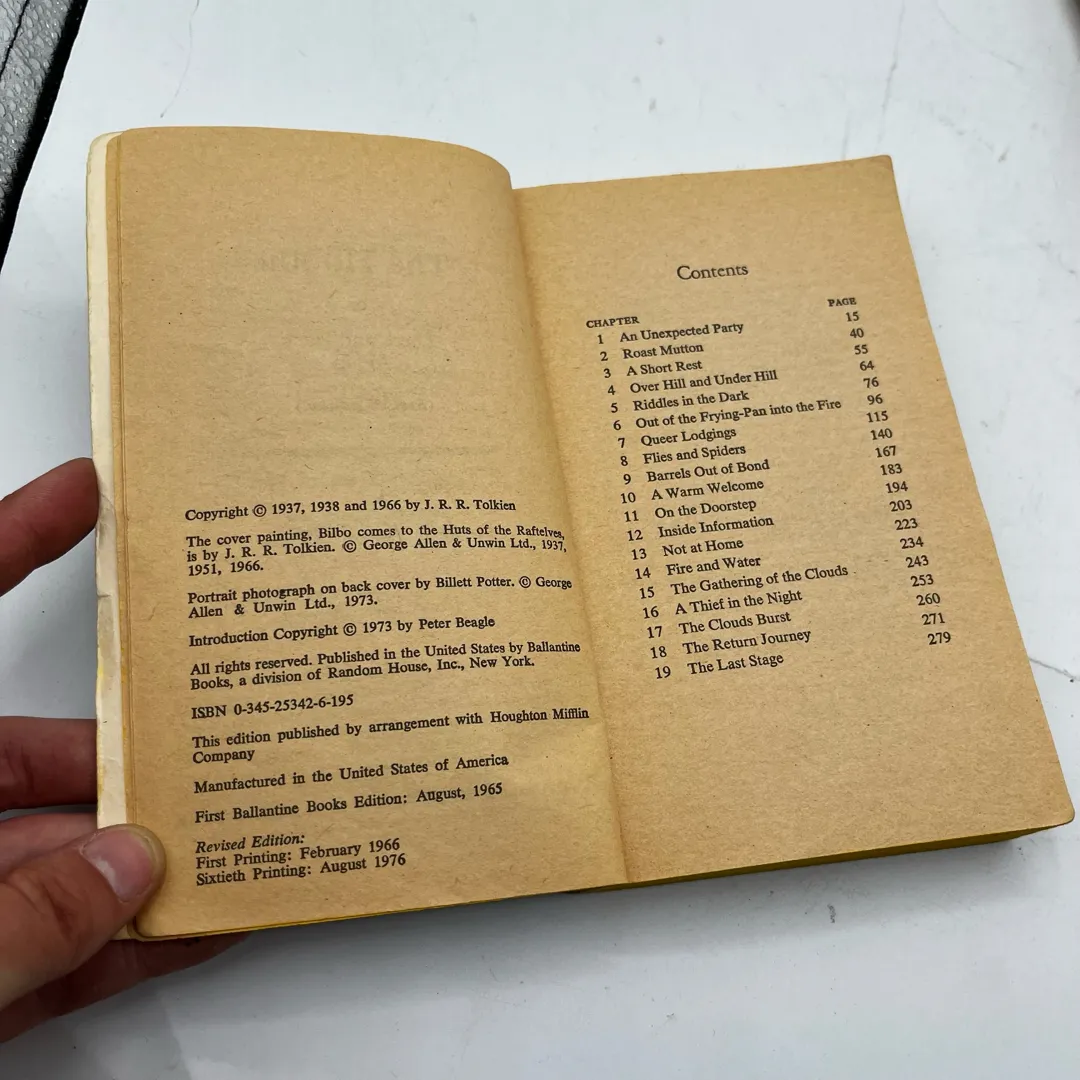 Copyright © 1937, 1938 and 1966 by J. R. R. Tolkien
The cover painting, Bilbo comes to the Huts of the Raftelves,
is by J. R. R. Tolkien. © George Allen & Unwin Ltd., 1937,
1951, 1966.
Portrait photograph on back cover by Billett Potter. © George
Allen & Unwin Ltd., 1973.
Introduction Copyright © 1973 by Peter Beagle
All rights reserved. Published in the United States by Ballantine
Books, a division of Random House, Inc., New York.
ISBN 0-345-25342-6-195
This edition published by arrangement with Houghton Mifflin
Company
Manufactured in the United States of America
First Ballantine Books Edition: August, 1965
Revised Edition:
First Printing: February 1966
Sixtieth Printing: August 1976
Contents
CHAPTER PAGE
1 An Unexpected Party 15
2 Roast Mutton 40
3 A Short Rest 55
4 Over Hill and Under Hill 64
5 Riddles in the Dark 76
6 Out of the Frying-Pan into the Fire 96
7 Queer Lodgings 115
8 Flies and Spiders 140
9 Barrels Out of Bond 167
10 A Warm Welcome 183
11 On the Doorstep 194
12 Inside Information 203
13 Not at Home 223
14 Fire and Water 234
15 The Gathering of the Clouds 243
16 A Thief in the Night 253
17 The Clouds Burst 260
18 The Return Journey 271
19 The Last Stage 279